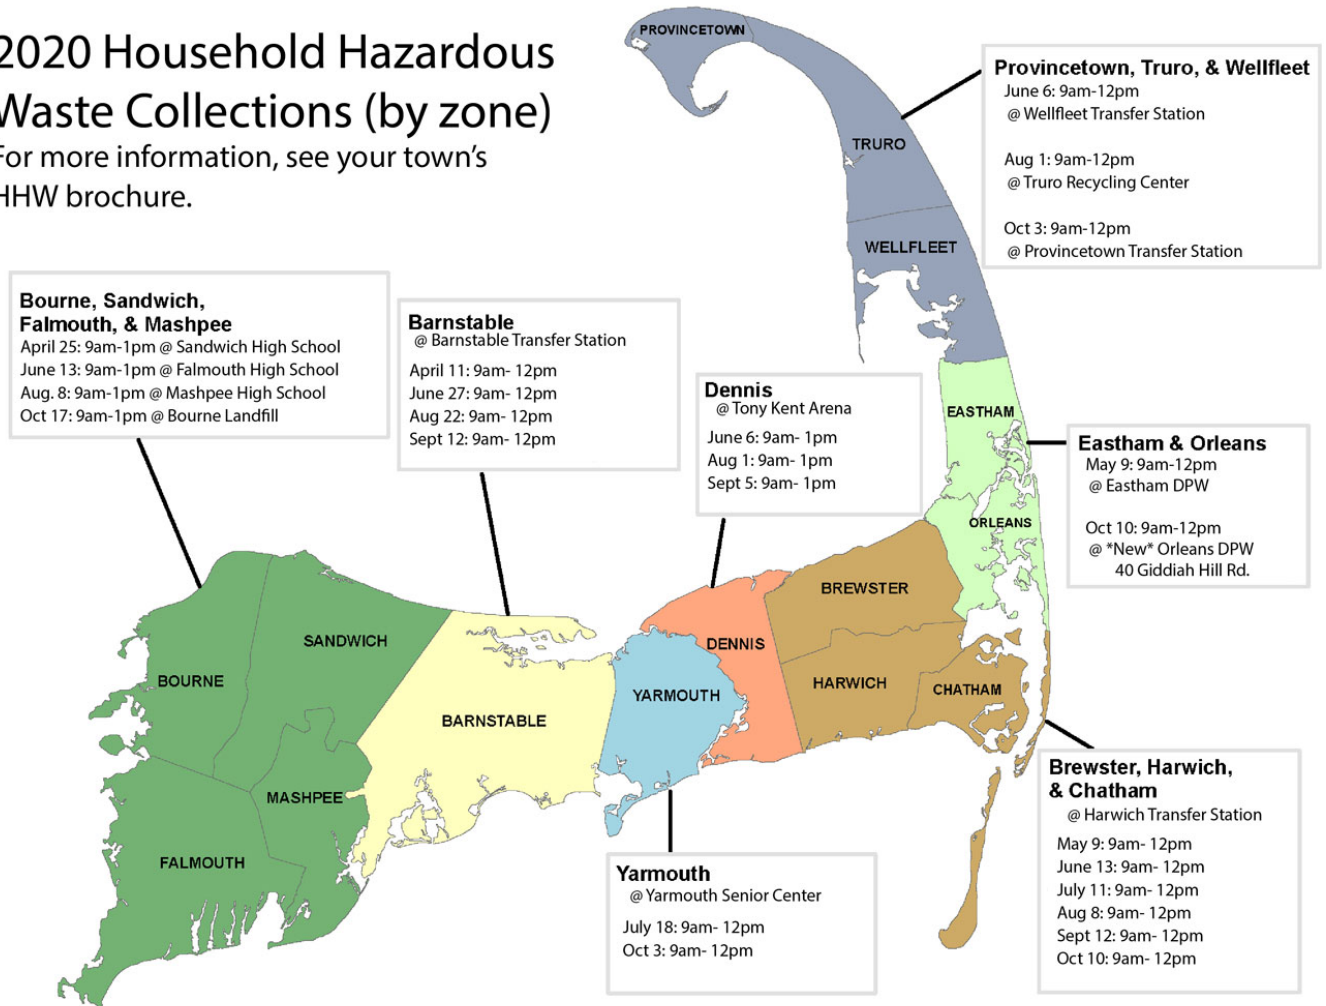 2020 Household Hazardous
Waste Collections (by zone)
For more information, see your town's
HHW brochure.
PROVINCETOWN
TRURO
WELLFLEET
Provincetown, Truro, & Wellfleet
June 6: 9am-12pm
@ Wellfleet Transfer Station
Aug 1: 9am-12pm
@ Truro Recycling Center
Oct 3: 9am-12pm
@ Provincetown Transfer Station
Bourne, Sandwich,
Falmouth, & Mashpee
April 25: 9am-1pm @ Sandwich High School
June 13: 9am-1pm @ Falmouth High School
Aug. 8: 9am-1pm @ Mashpee High School
Oct 17: 9am-1pm @ Bourne Landfill
Barnstable
@ Barnstable Transfer Station
April 11: 9am- 12pm
June 27: 9am- 12pm
Aug 22: 9am- 12pm
Sept 12: 9am- 12pm
Dennis
@ Tony Kent Arena
June 6: 9am- 1pm
Aug 1: 9am- 1pm
Sept 5: 9am- 1pm
EASTHAM
ORLEANS
Eastham & Orleans
May 9: 9am-12pm
@ Eastham DPW
Oct 10: 9am-12pm
@ *New* Orleans DPW
40 Giddiah Hill Rd.
BREWSTER
SANDWICH
DENNIS
BOURNE
YARMOUTH
HARWICH
CHATHAM
BARNSTABLE
MASHPEE
FALMOUTH
Brewster, Harwich,
& Chatham
@ Harwich Transfer Station
May 9: 9am- 12pm
June 13: 9am- 12pm
July 11: 9am- 12pm
Aug 8: 9am- 12pm
Sept 12: 9am- 12pm
Oct 10: 9am- 12pm
Yarmouth
@ Yarmouth Senior Center
July 18: 9am- 12pm
Oct 3: 9am- 12pm